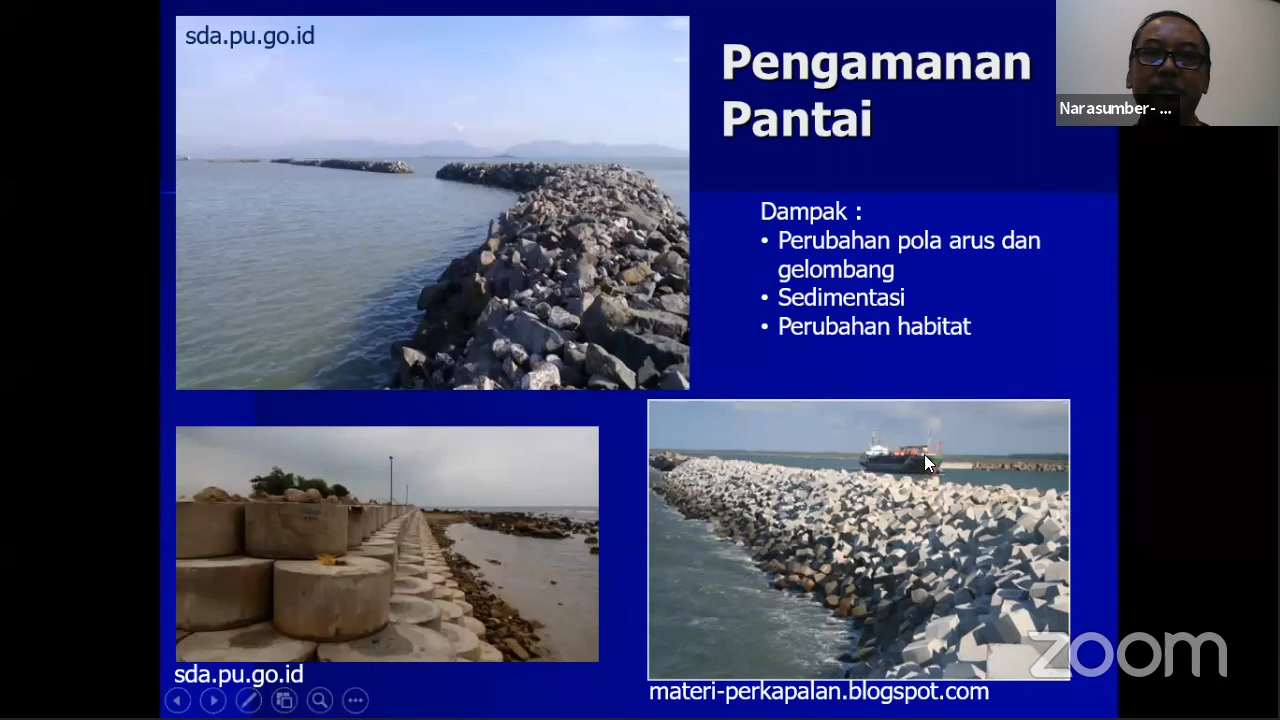 sda.pu.go.id
Pengamanan
Pantai
Narasumber- ...
Dampak :
• Perubahan pola arus dan
gelombang
• Sedimentasi
• Perubahan habitat
sda.pu.go.id
materi-perkapalan.blogspot.com
zoom